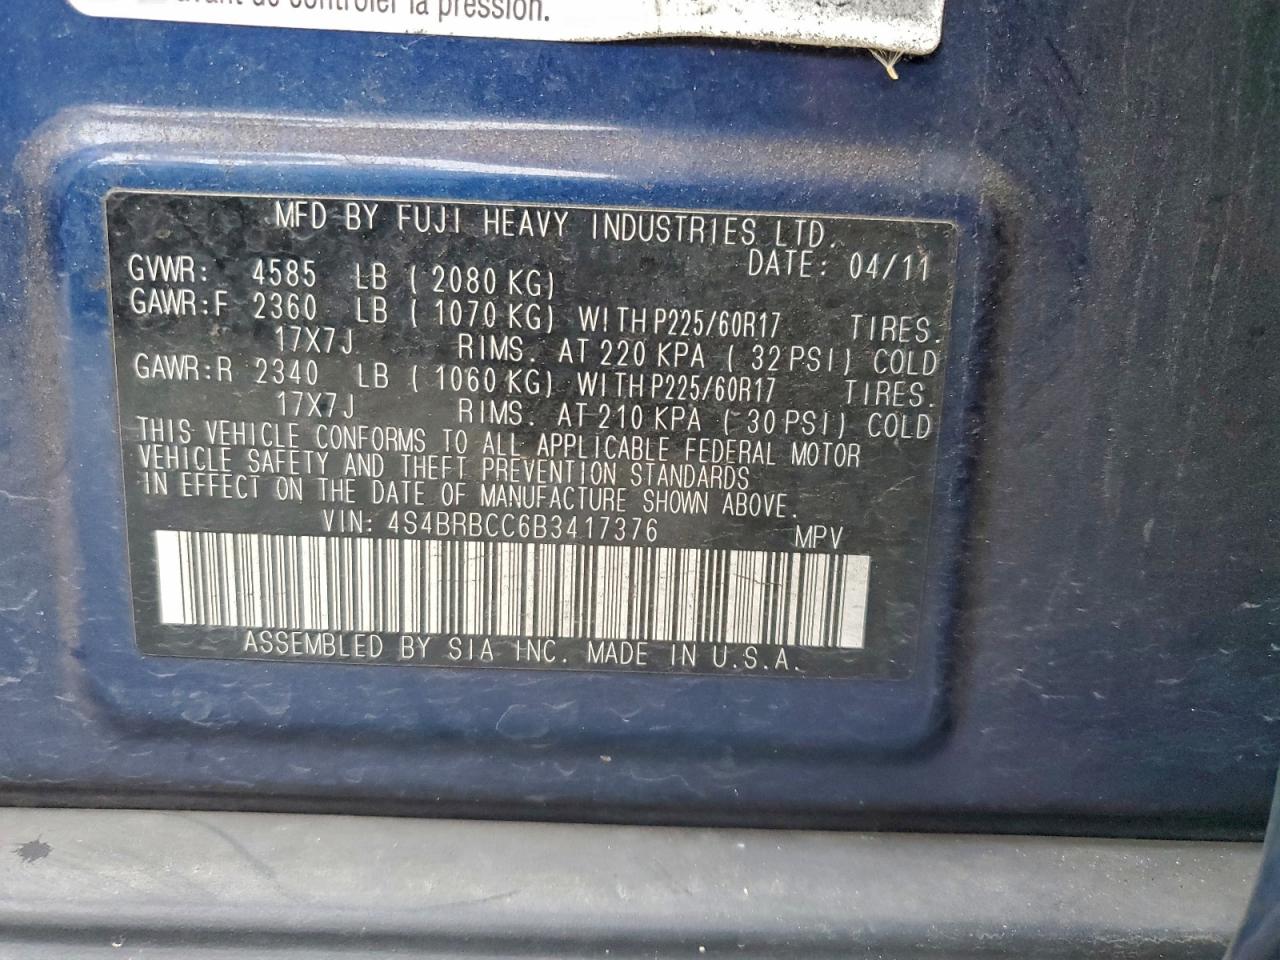 avant de contrôler la pression.
MFD BY FUJI HEAVY INDUSTRIES LTD.
DATE: 04/11
GVWR: 4585 LB ( 2080 KG)
GAWR:F 2360 LB ( 1070 KG) WITH P225/60R17 TIRES.
17X7J RIMS. AT 220 KPA ( 32 PSI) COLD
GAWR:R 2340 LB ( 1060 KG) WITH P225/60R17 TIRES.
17X7J RIMS. AT 210 KPA ( 30 PSI) COLD
THIS VEHICLE CONFORMS TO ALL APPLICABLE FEDERAL MOTOR
VEHICLE SAFETY AND THEFT PREVENTION STANDARDS
IN EFFECT ON THE DATE OF MANUFACTURE SHOWN ABOVE.
VIN: 4S4BRBCC6B3417376 MPV
ASSEMBLED BY SIA INC. MADE IN U.S.A.